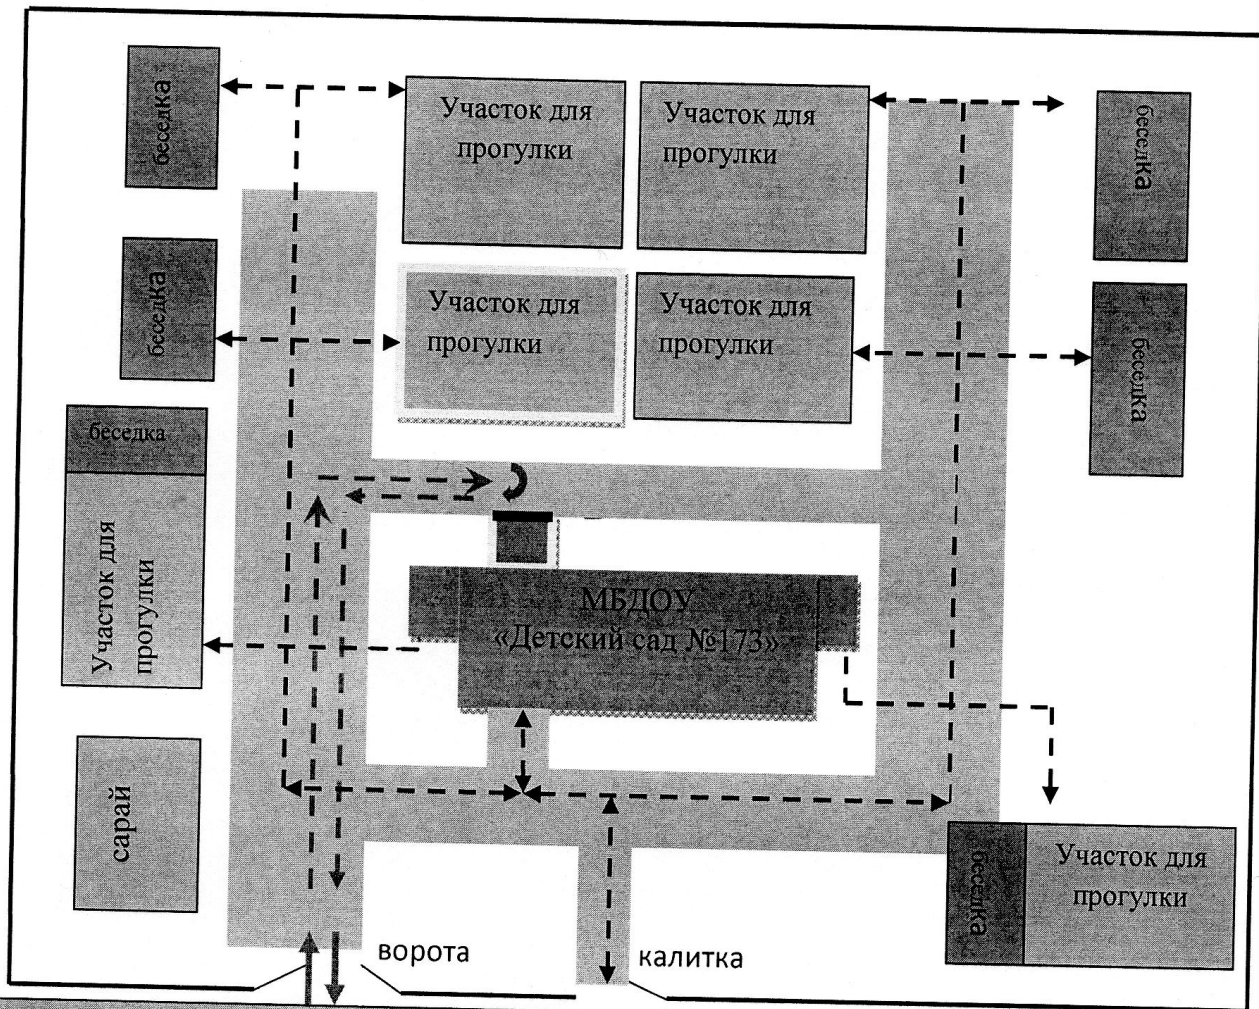 беседка
Участок для
прогулки
Участок для
прогулки
беседка
беседка
Участок для
прогулки
Участок для
прогулки
беседка
беседка
Участок для
прогулки
МБДОУ
«Детский сад №173»
сарай
беседка
Участок для
прогулки
ворота
калитка